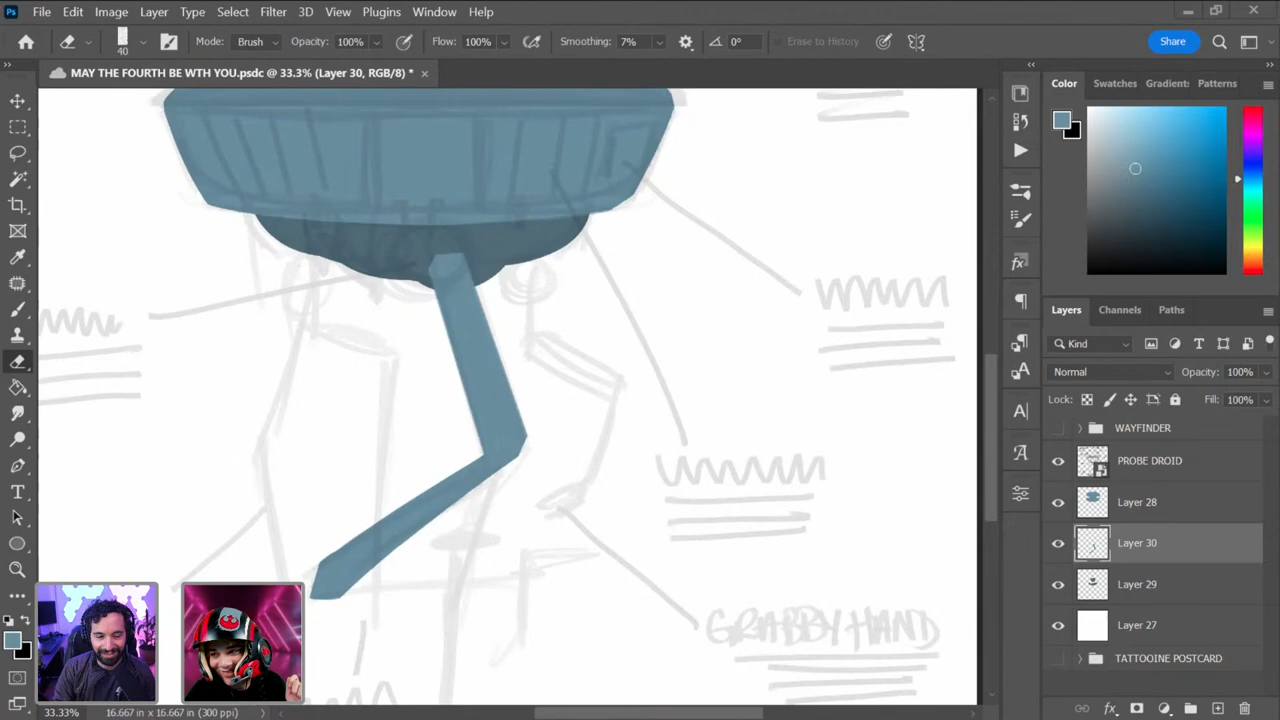 Ps File Edit Image Layer Type Select Filter 3D View Plugins Window Help
40 Mode: Brush Opacity: 100% Flow: 100% Smoothing: 7% 0° Erase to History Share
MAY THE FOURTH BE WTH YOU.psdc @ 33.3% (Layer 30, RGB/8) *
Color Swatches Gradient: Patterns
Layers Channels Paths
Kind
Normal Opacity: 100%
Lock: Fill: 100%
WAYFINDER
PROBE DROID
Layer 28
Layer 30
Layer 29
Layer 27
TATTOOINE POSTCARD
GRABBY HAND
33.33% 16.667 in x 16.667 in (300 ppi)